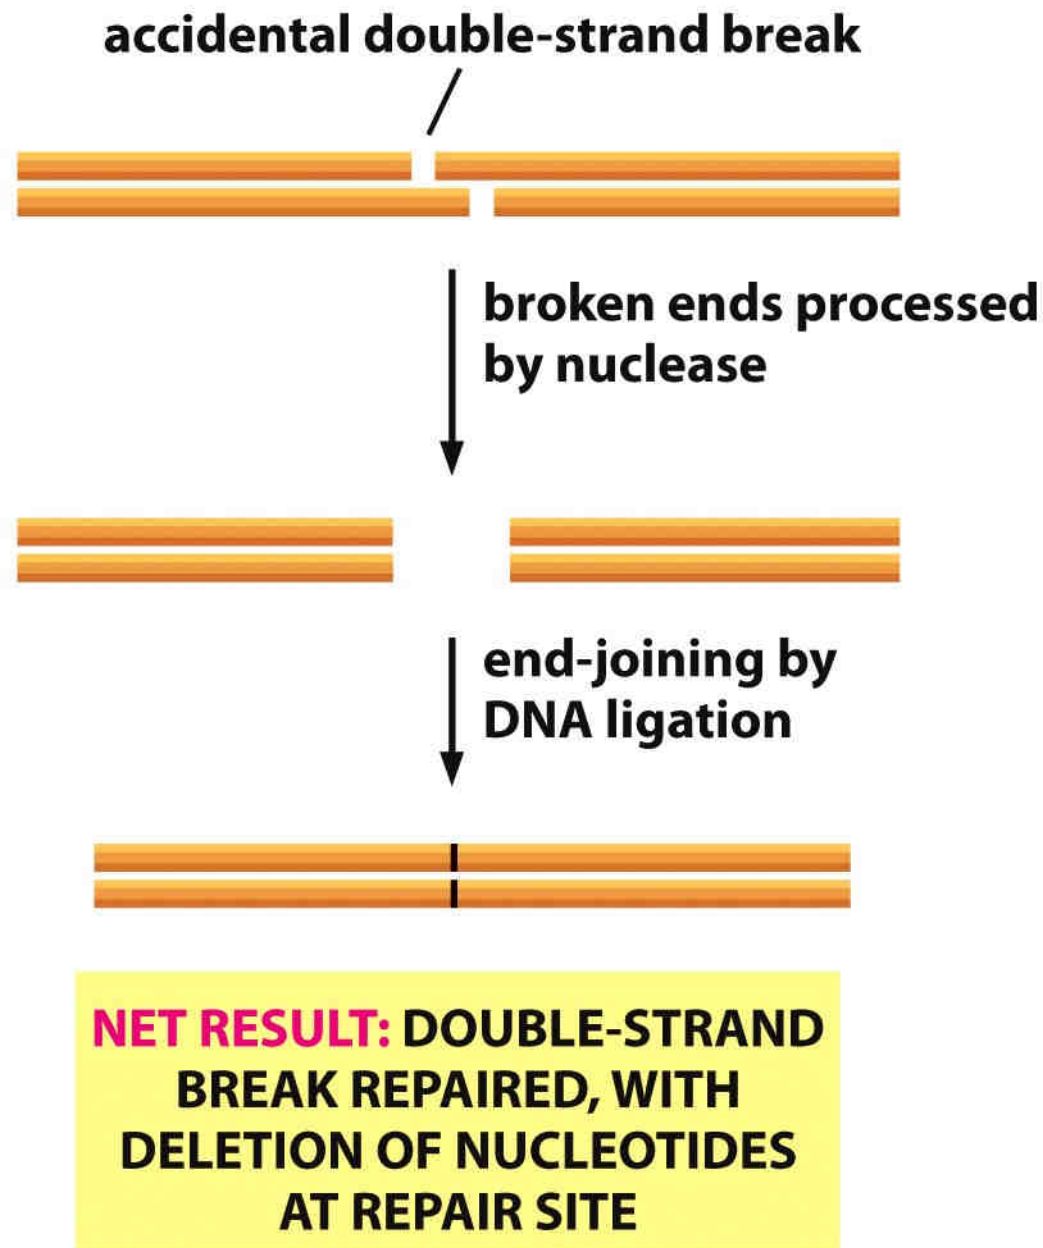 accidental double-strand break
broken ends processed
by nuclease
end-joining by
DNA ligation
NET RESULT: DOUBLE-STRAND
BREAK REPAIRED, WITH
DELETION OF NUCLEOTIDES
AT REPAIR SITE